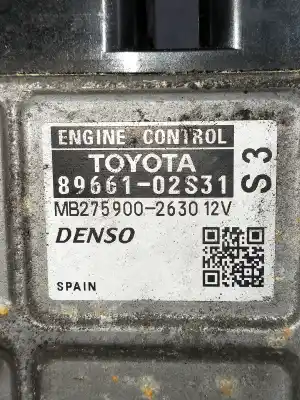 ENGINE CONTROL
TOYOTA
89661-02S31
MB275900-2630 12V
DENSO
SPAIN
S3